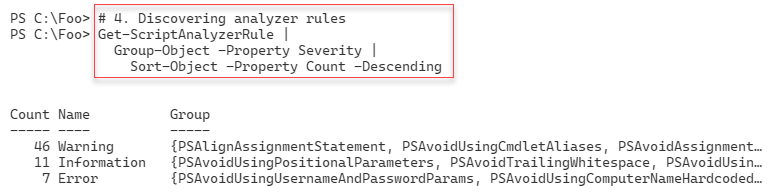 PS C:\Foo> # 4. Discovering analyzer rules
PS C:\Foo> Get-ScriptAnalyzerRule |
Group-Object -Property Severity |
Sort-Object -Property Count -Descending
Count Name Group
----- ---- -----
46 Warning {PSAlignAssignmentStatement, PSAvoidUsingCmdletAliases, PSAvoidAssignment…
11 Information {PSAvoidUsingPositionalParameters, PSAvoidTrailingWhitespace, PSAvoidUsin…
7 Error {PSAvoidUsingUsernameAndPasswordParams, PSAvoidUsingComputerNameHardcoded…